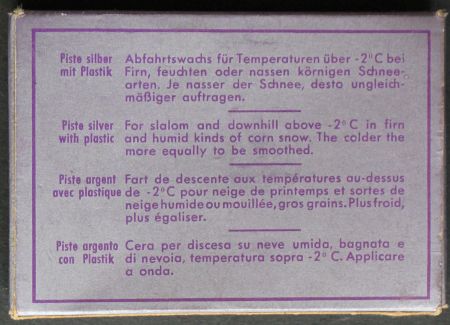 Piste silber Abfahrtswachs für Temperaturen über -2°C bei
mit Plastik Firn, feuchten oder nassen körnigen Schnee-
arten. Je nasser der Schnee, desto ungleich-
mäßiger auftragen.
Piste silver For slalom and downhill above -2°C in firn
with plastic and humid kinds of corn snow. The colder the
the more equally to be smoothed.
Piste argent Fart de descente aux températures au-dessus
avec plastique de -2°C pour neige de printemps et sortes de
neige humide ou mouillée, gros grains. Plus froid,
plus égaliser.
Piste argento Cera per discesa su neve umida, bagnata e
con Plastik di nevoia, temperatura sopra -2°C. Applicare
a onda.